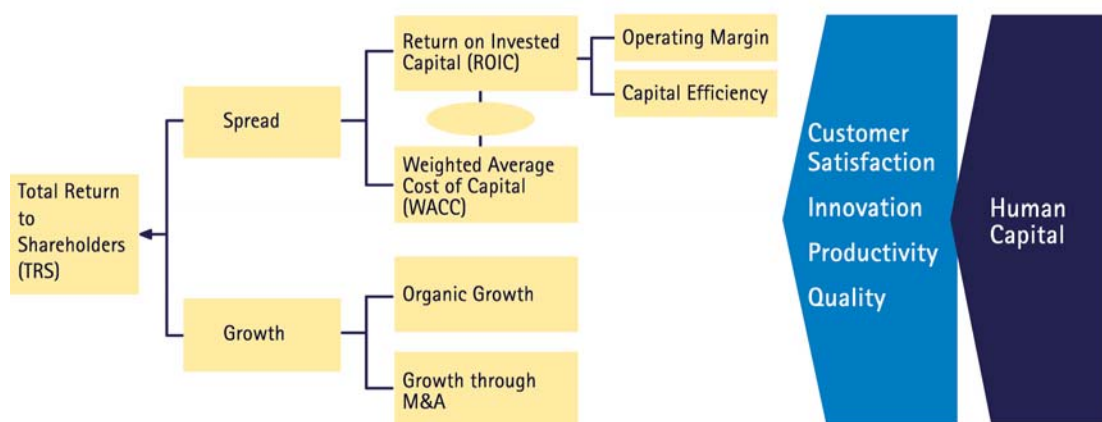 Total Return
to
Shareholders
(TRS)
Spread
Growth
Return on Invested
Capital (ROIC)
Weighted Average
Cost of Capital
(WACC)
Organic Growth
Growth through
M&A
Operating Margin
Capital Efficiency
Customer
Satisfaction
Innovation
Productivity
Quality
Human
Capital